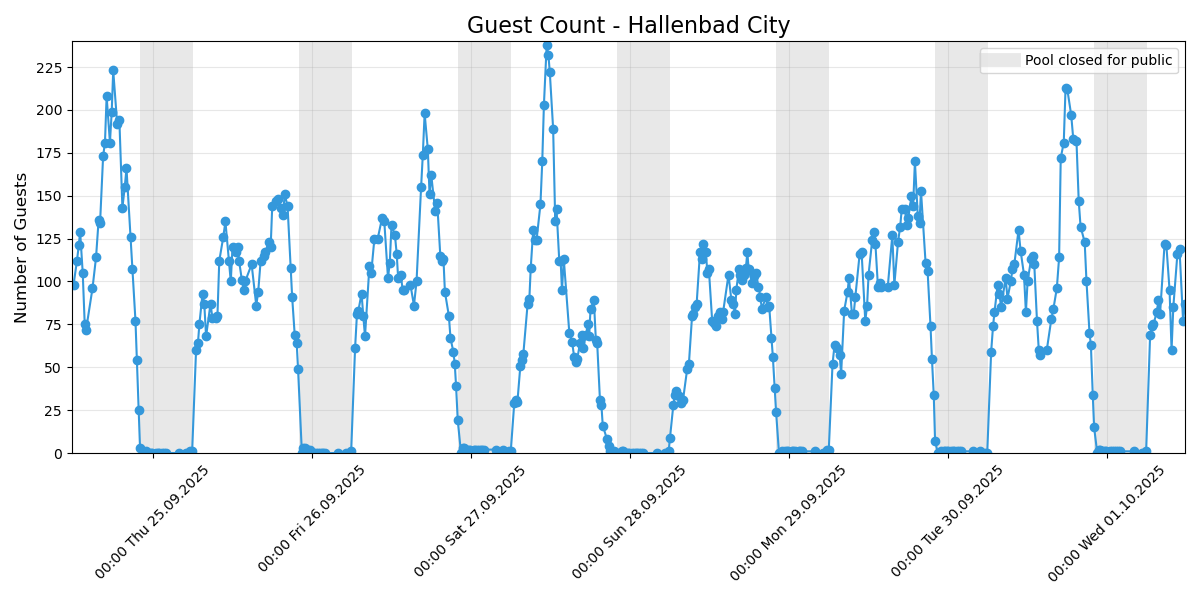 Guest Count - Hallenbad City
Pool closed for public
Number of Guests
225
200
175
150
125
100
75
50
25
0
00:00 Thu 25.09.2025
00:00 Fri 26.09.2025
00:00 Sat 27.09.2025
00:00 Sun 28.09.2025
00:00 Mon 29.09.2025
00:00 Tue 30.09.2025
00:00 Wed 01.10.2025